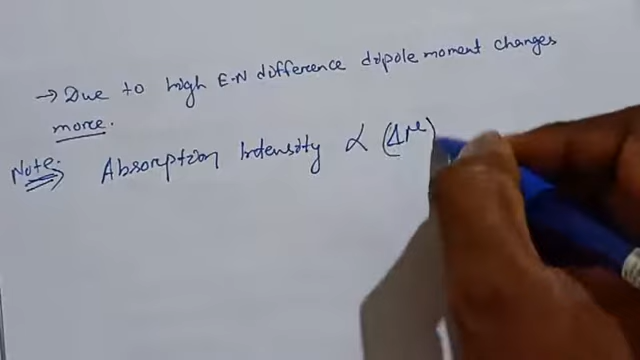 → Due to high E.N difference dipole moment changes
more.
Note. Absorption Intensity ∝ (Δμ)